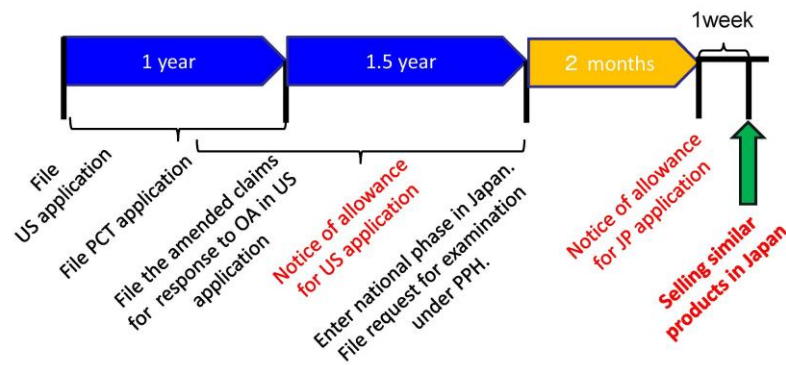 1week
1 year
1.5 year
2 months
File
US application
File PCT application
File the amended claims
for response to OA in US
application
Notice of allowance
for US application
Enter national phase in Japan.
File request for examination
under PPH.
Notice of allowance
for JP application
Selling similar
products in Japan